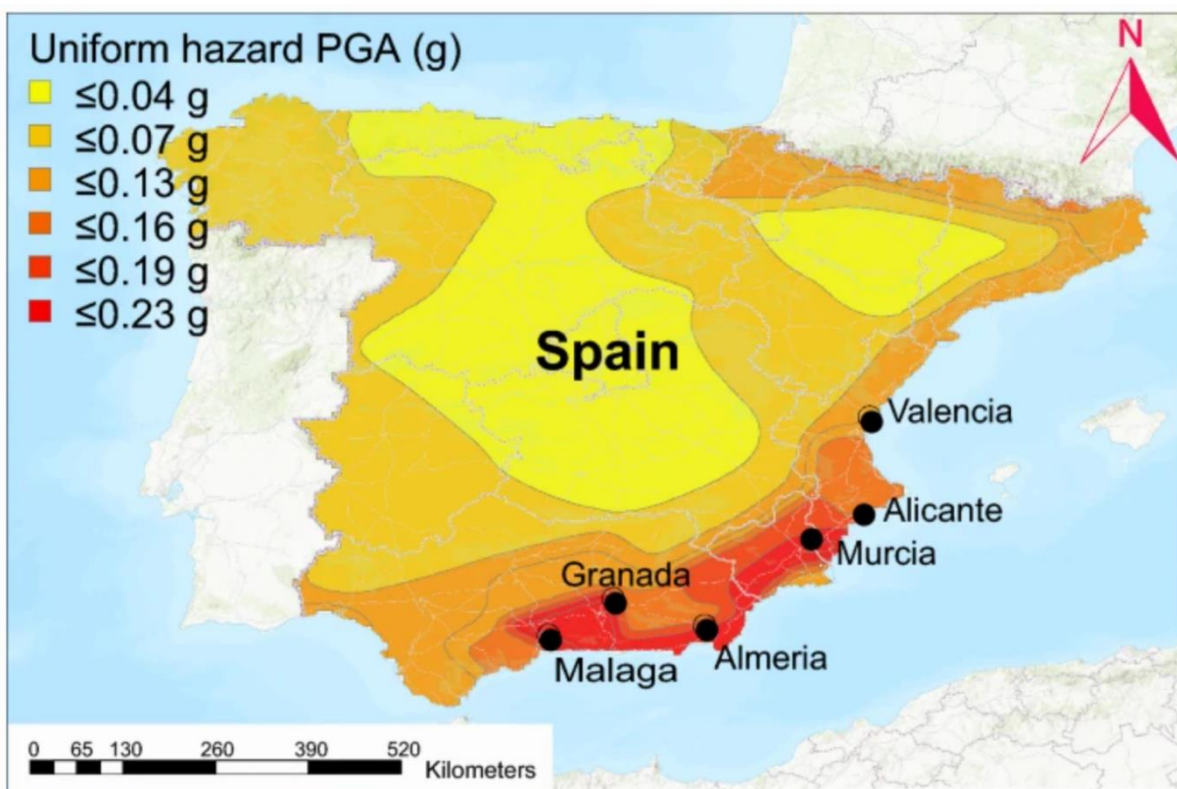 Uniform hazard PGA (g)
≤0.04 g
≤0.07 g
≤0.13 g
≤0.16 g
≤0.19 g
≤0.23 g
N
Spain
Valencia
Alicante
Murcia
Granada
Almeria
Malaga
0 65 130 260 390 520
Kilometers